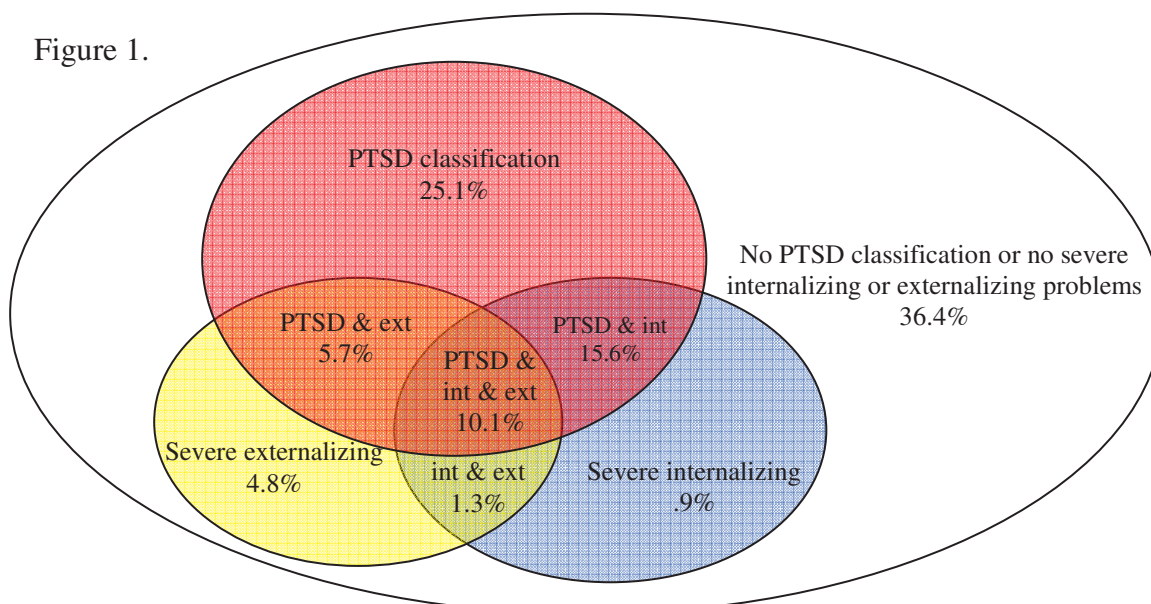 Figure 1.
PTSD classification
25.1%
No PTSD classification or no severe
internalizing or externalizing problems
36.4%
PTSD & ext
5.7%
PTSD & int
15.6%
PTSD &
int & ext
10.1%
Severe externalizing
4.8%
int & ext
1.3%
Severe internalizing
.9%